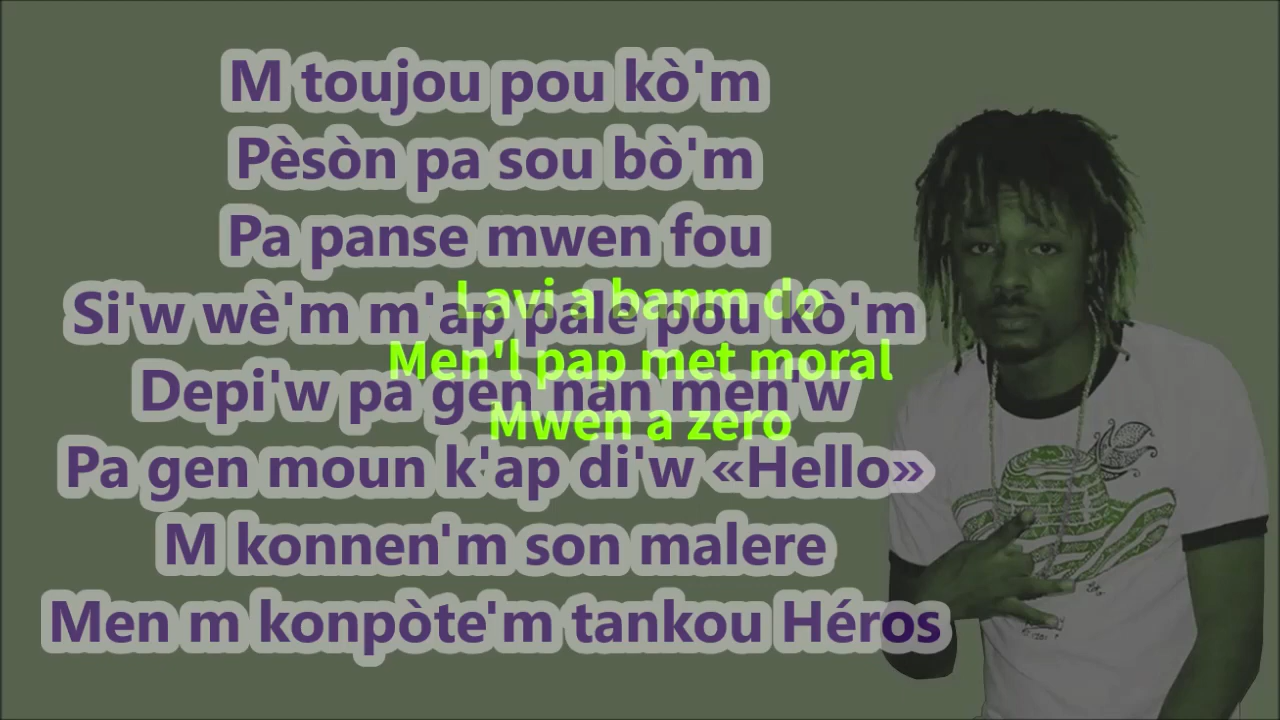 M toujou pou kò'm
Pèsòn pa sou bò'm
Pa panse mwen fou
Si'w wè'm m'ap pale pou kò'm
Depi'w pa gen nan men'w
Pa gen moun k'ap di'w «Hello»
M konnen'm son malere
Men m konpòte'm tankou Héros
Lavi a banm do
Men'l pap met moral
Mwen a zero